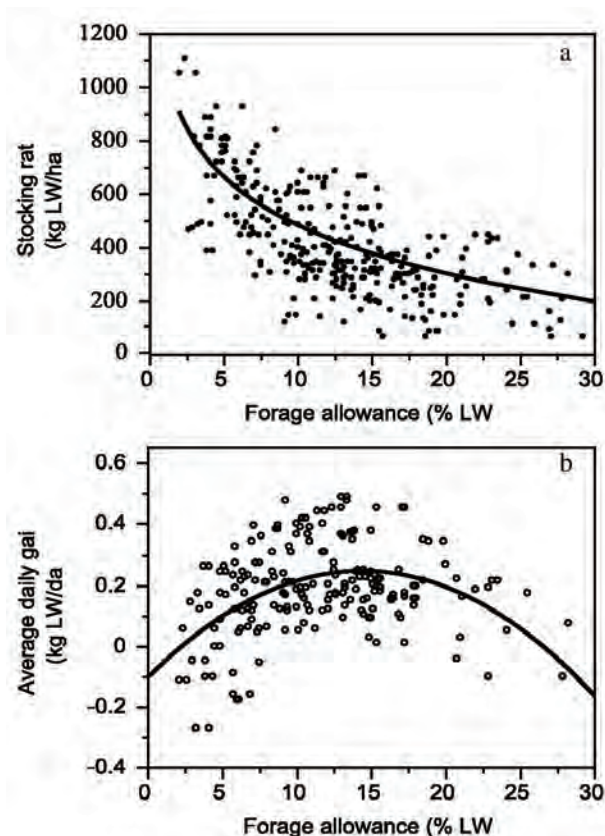 a
1200
1000
800
600
400
200
0
Stocking rat
(kg LW/ha)
0 5 10 15 20 25 30
Forage allowance (% LW
b
0.6
0.4
0.2
0
-0.2
-0.4
Average daily gai
(kg LW/da
0 5 10 15 20 25 30
Forage allowance (% LW